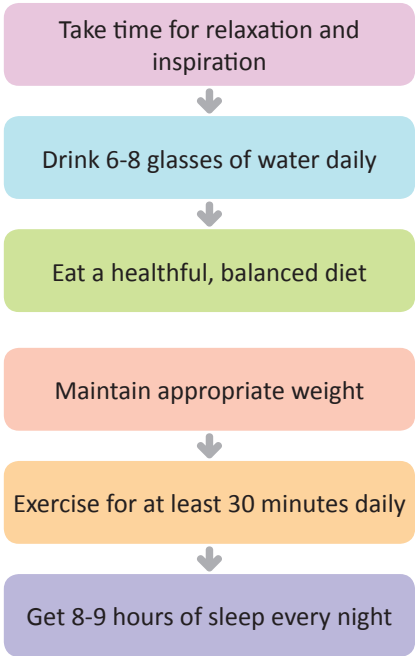 Take time for relaxation and
inspiration
Drink 6-8 glasses of water daily
Eat a healthful, balanced diet
Maintain appropriate weight
Exercise for at least 30 minutes daily
Get 8-9 hours of sleep every night